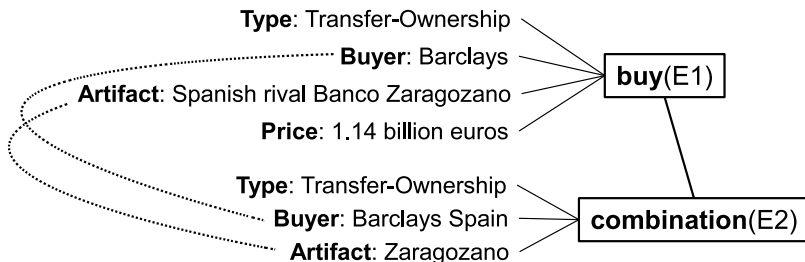 Type: Transfer-Ownership
Buyer: Barclays
buy(E1)
Artifact: Spanish rival Banco Zaragozano
Price: 1.14 billion euros
Type: Transfer-Ownership
Buyer: Barclays Spain
combination(E2)
Artifact: Zaragozano